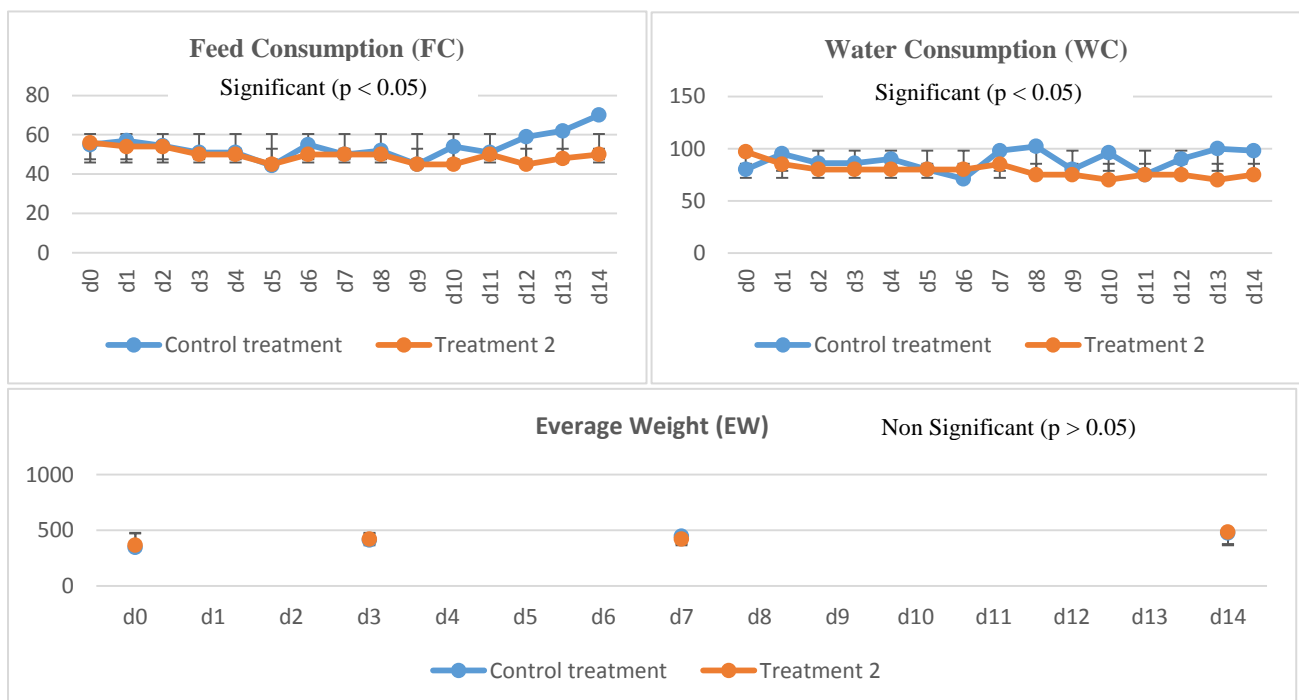 Feed Consumption (FC)
Significant (p < 0.05)
80
60
40
20
0
d0
d1
d2
d3
d4
d5
d6
d7
d8
d9
d10
d11
d12
d13
d14
Control treatment
Treatment 2
Water Consumption (WC)
Significant (p < 0.05)
150
100
50
0
d0
d1
d2
d3
d4
d5
d6
d7
d8
d9
d10
d11
d12
d13
d14
Control treatment
Treatment 2
Everage Weight (EW)
Non Significant (p > 0.05)
1000
500
0
d0 d1 d2 d3 d4 d5 d6 d7 d8 d9 d10 d11 d12 d13 d14
Control treatment
Treatment 2